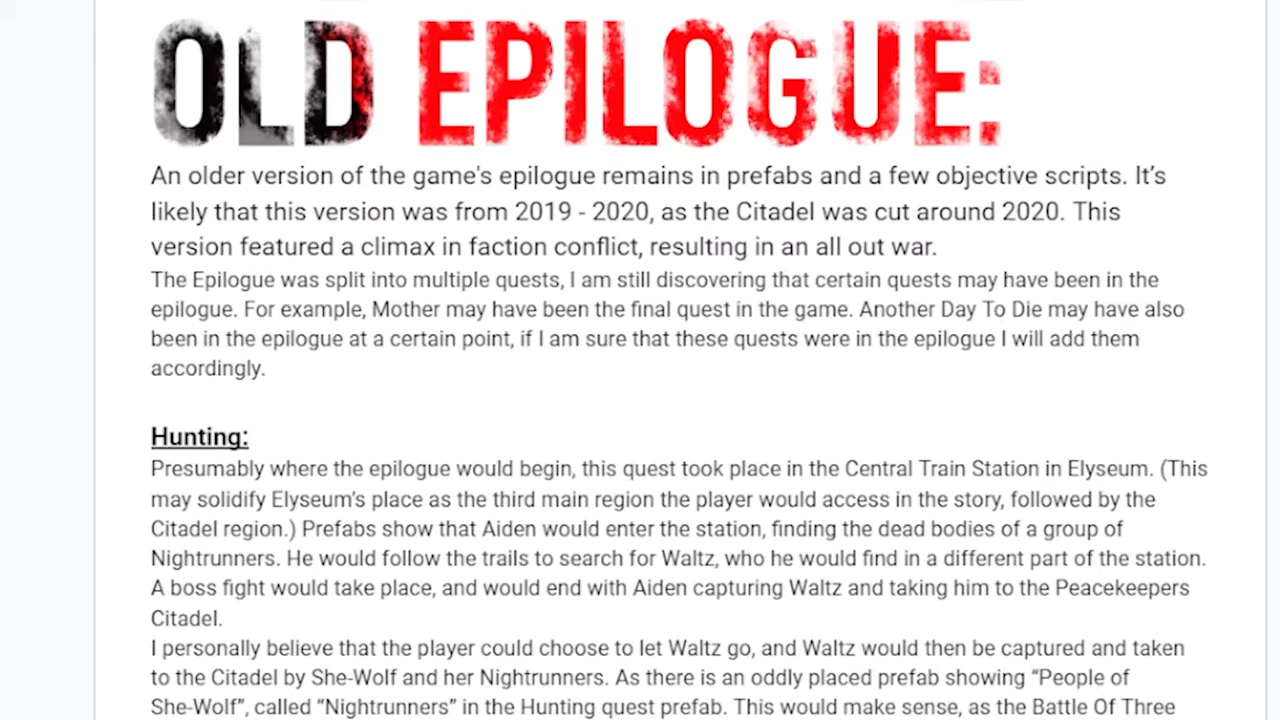 OLD EPILOGUE:
An older version of the game's epilogue remains in prefabs and a few objective scripts. It's
likely that this version was from 2019 - 2020, as the Citadel was cut around 2020. This
version featured a climax in faction conflict, resulting in an all out war.
The Epilogue was split into multiple quests, I am still discovering that certain quests may have been in the
epilogue. For example, Mother may have been the final quest in the game. Another Day To Die may have also
been in the epilogue at a certain point, if I am sure that these quests were in the epilogue I will add them
accordingly.
Hunting:
Presumably where the epilogue would begin, this quest took place in the Central Train Station in Elyseum. (This
may solidify Elyseum’s place as the third main region the player would access in the story, followed by the
Citadel region.) Prefabs show that Aiden would enter the station, finding the dead bodies of a group of
Nightrunners. He would follow the trails to search for Waltz, who he would find in a different part of the station.
A boss fight would take place, and would end with Aiden capturing Waltz and taking him to the Peacekeepers
Citadel.
I personally believe that the player could choose to let Waltz go, and Waltz would then be captured and taken
to the Citadel by She-Wolf and her Nightrunners. As there is an oddly placed prefab showing “People of
She-Wolf”, called “Nightrunners” in the Hunting quest prefab. This would make sense, as the Battle Of Three